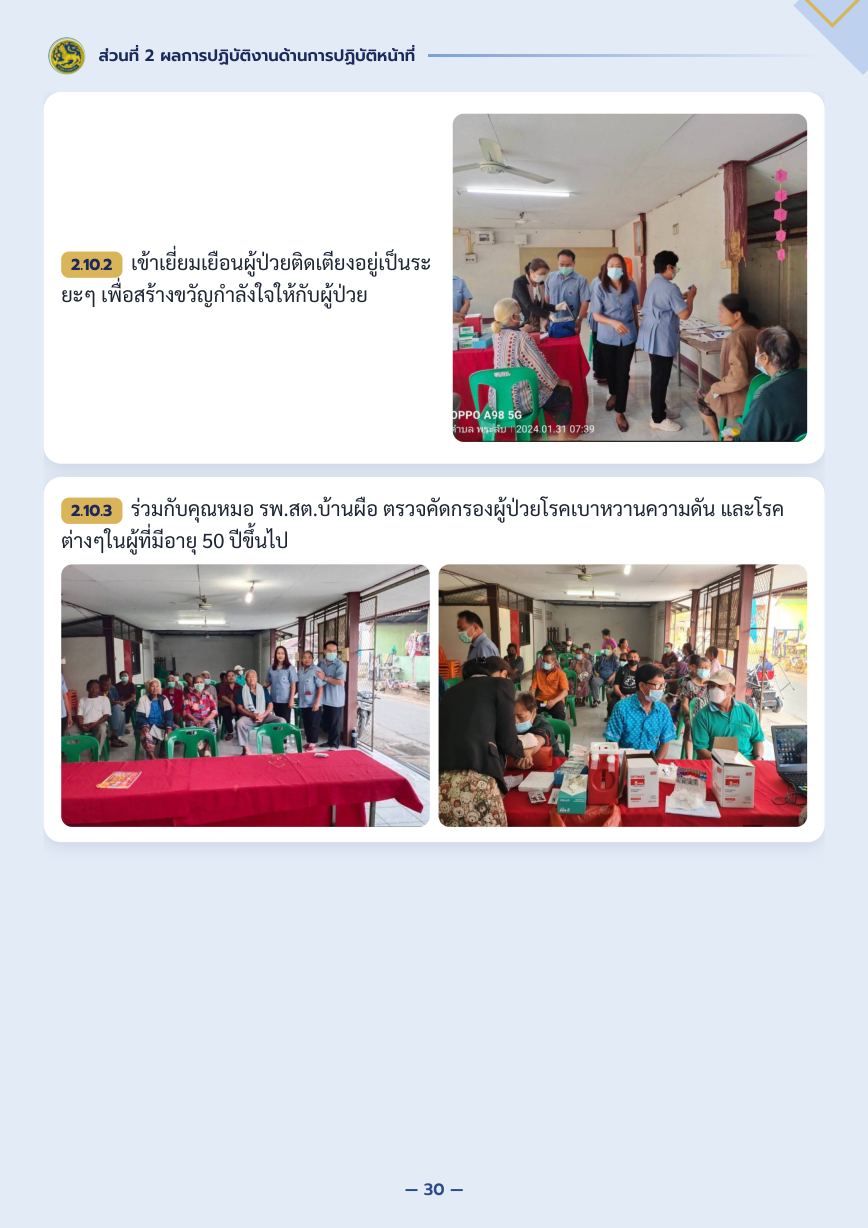 ส่วนที่ 2 ผลการปฏิบัติงานด้านการปฏิบัติหน้าที่
2.10.2 เข้าเยี่ยมเยือนผู้ป่วยติดเตียงอยู่เป็นระ
ยะๆ เพื่อสร้างขวัญกำลังใจให้กับผู้ป่วย
OPPO A98 5G
ตำบล พระลับ | 2024.01.31 07:39
2.10.3 ร่วมกับคุณหมอ รพ.สต.บ้านผือ ตรวจคัดกรองผู้ป่วยโรคเบาหวานความดัน และโรค
ต่างๆในผู้ที่มีอายุ 50 ปีขึ้นไป
— 30 —